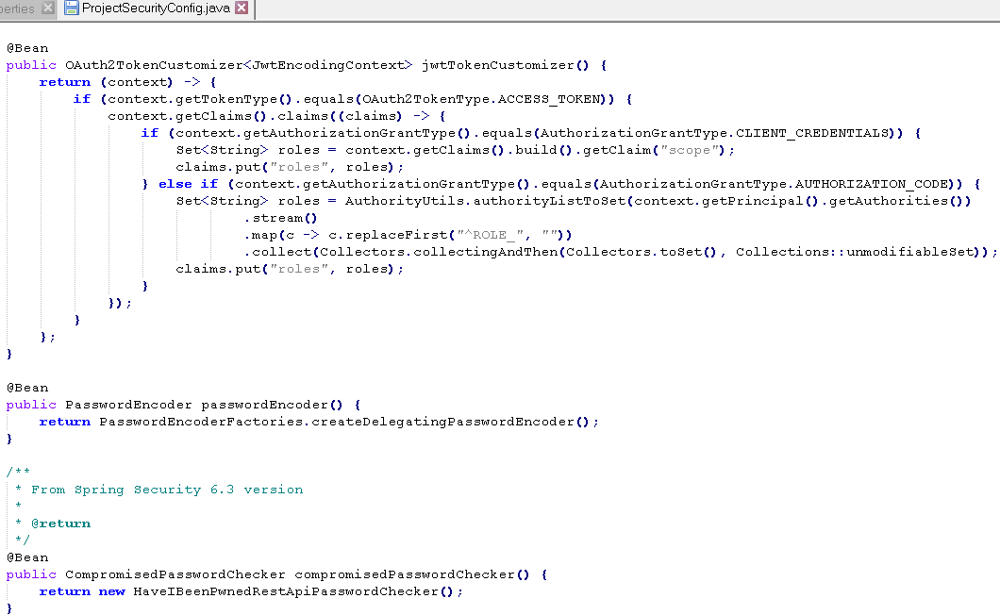 perties ProjectSecurityConfig.java
@Bean
public OAuth2TokenCustomizer<JwtEncodingContext> jwtTokenCustomizer() {
    return (context) -> {
        if (context.getTokenType().equals(OAuth2TokenType.ACCESS_TOKEN)) {
            context.getClaims().claims((claims) -> {
                if (context.getAuthorizationGrantType().equals(AuthorizationGrantType.CLIENT_CREDENTIALS)) {
                    Set<String> roles = context.getClaims().build().getClaim("scope");
                    claims.put("roles", roles);
                } else if (context.getAuthorizationGrantType().equals(AuthorizationGrantType.AUTHORIZATION_CODE)) {
                    Set<String> roles = AuthorityUtils.authorityListToSet(context.getPrincipal().getAuthorities())
                            .stream()
                            .map(c -> c.replaceFirst("^ROLE_", ""))
                            .collect(Collectors.collectingAndThen(Collectors.toSet(), Collections::unmodifiableSet));
                    claims.put("roles", roles);
                }
            });
        }
    };
}
@Bean
public PasswordEncoder passwordEncoder() {
    return PasswordEncoderFactories.createDelegatingPasswordEncoder();
}
/**
 * From Spring Security 6.3 version
 *
 * @return
 */
@Bean
public CompromisedPasswordChecker compromisedPasswordChecker() {
    return new HaveIBeenPwnedRestApiPasswordChecker();
}